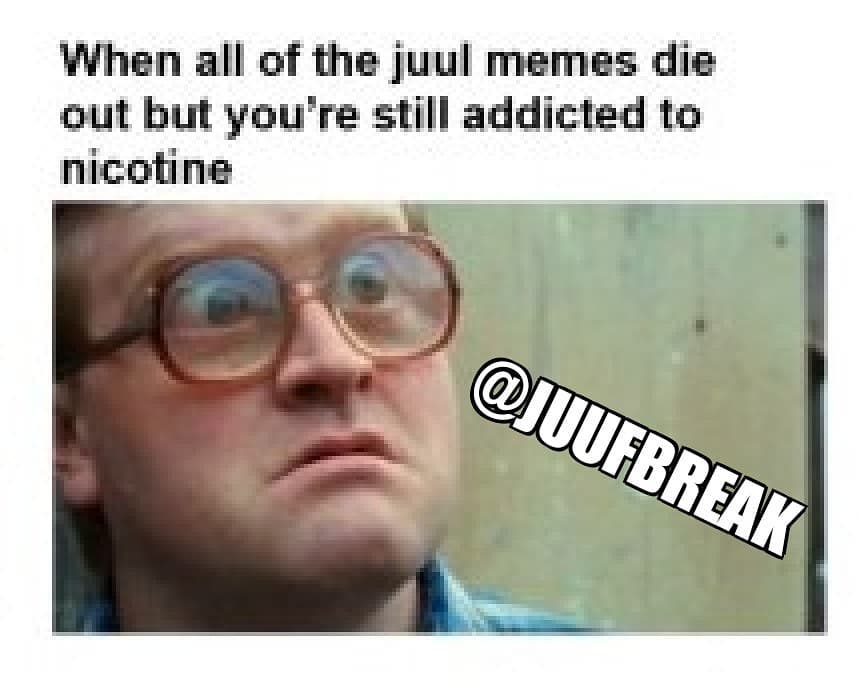 When all of the juul memes die
out but you're still addicted to
nicotine
@JUUFBREAK